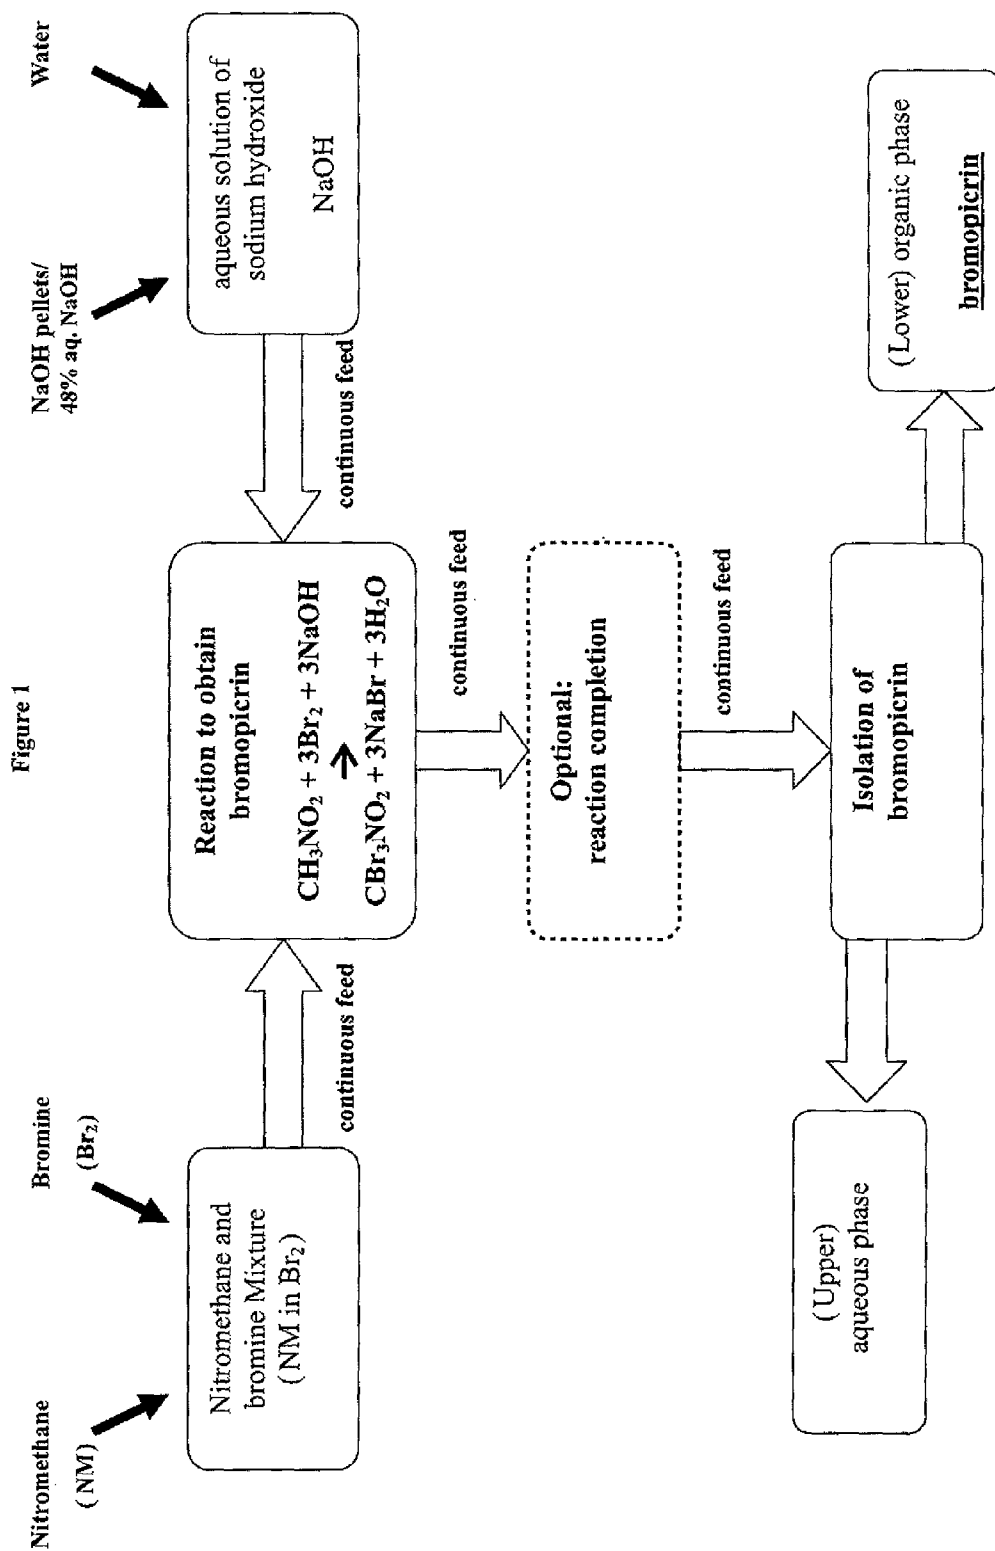 Figure 1
Nitromethane
(NM)
Bromine
(Br₂)
NaOH pellets/
48% aq. NaOH
Water
Nitromethane and
bromine Mixture
(NM in Br₂)
continuous feed
Reaction to obtain
bromopicrin
CH₃NO₂ + 3Br₂ + 3NaOH
→
CBr₃NO₂ + 3NaBr + 3H₂O
continuous feed
aqueous solution of
sodium hydroxide
NaOH
continuous feed
Optional:
reaction completion
continuous feed
(Upper)
aqueous phase
Isolation of
bromopicrin
(Lower) organic phase
bromopicrin